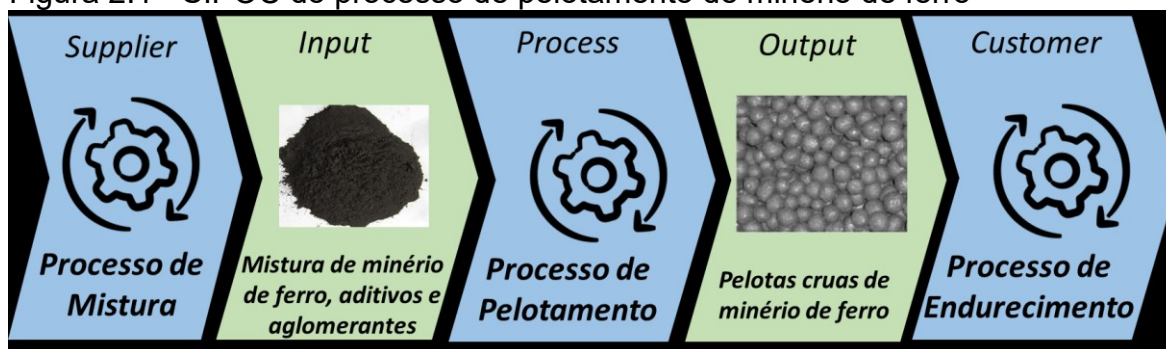 Figura 2.4 - SIPOC do processo de pelotamento de minério de ferro
Supplier
Processo de
Mistura
Input
Mistura de minério
de ferro, aditivos e
aglomerantes
Process
Processo de
Pelotamento
Output
Pelotas cruas de
minério de ferro
Customer
Processo de
Endurecimento